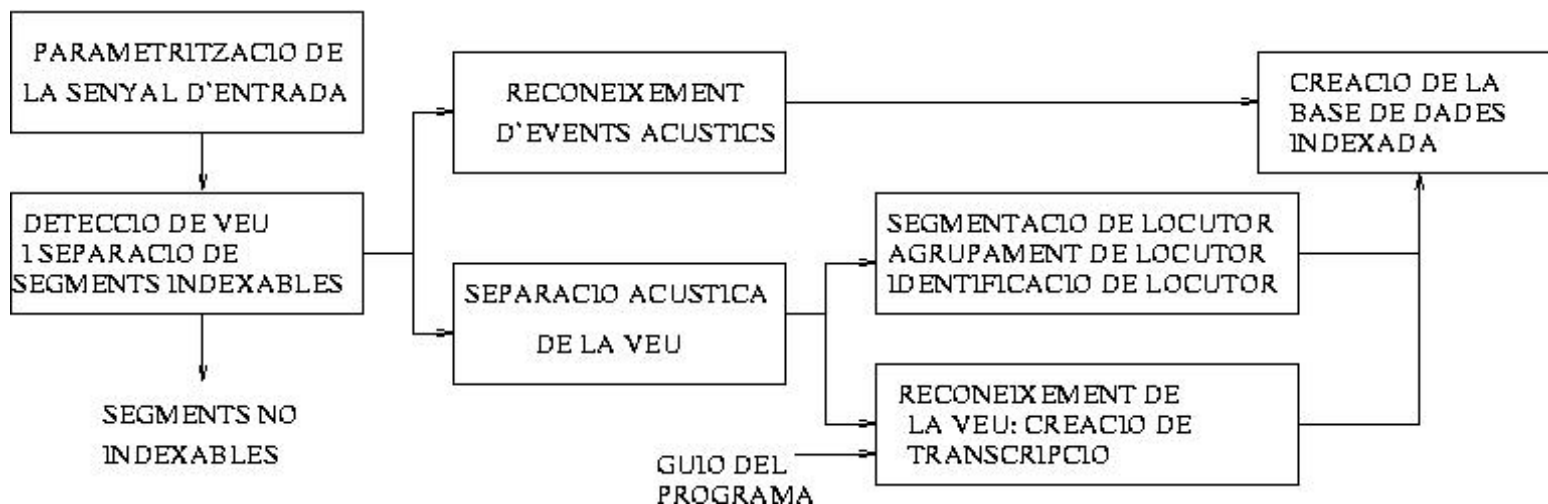 PARAMETRITZACIO DE
LA SENYAL D`ENTRADA
DETECCIO DE VEU
I SEPARACIO DE
SEGMENTS INDEXABLES
SEGMENTS NO
INDEXABLES
RECONEIXEMENT
D`EVENTS ACUSTICS
SEPARACIO ACUSTICA
DE LA VEU
SEGMENTACIO DE LOCUTOR
AGRUPAMENT DE LOCUTOR
IDENTIFICACIO DE LOCUTOR
RECONEIXEMENT DE
LA VEU: CREACIO DE
TRANSCRIPCIO
GUIO DEL
PROGRAMA
CREACIO DE LA
BASE DE DADES
INDEXADA